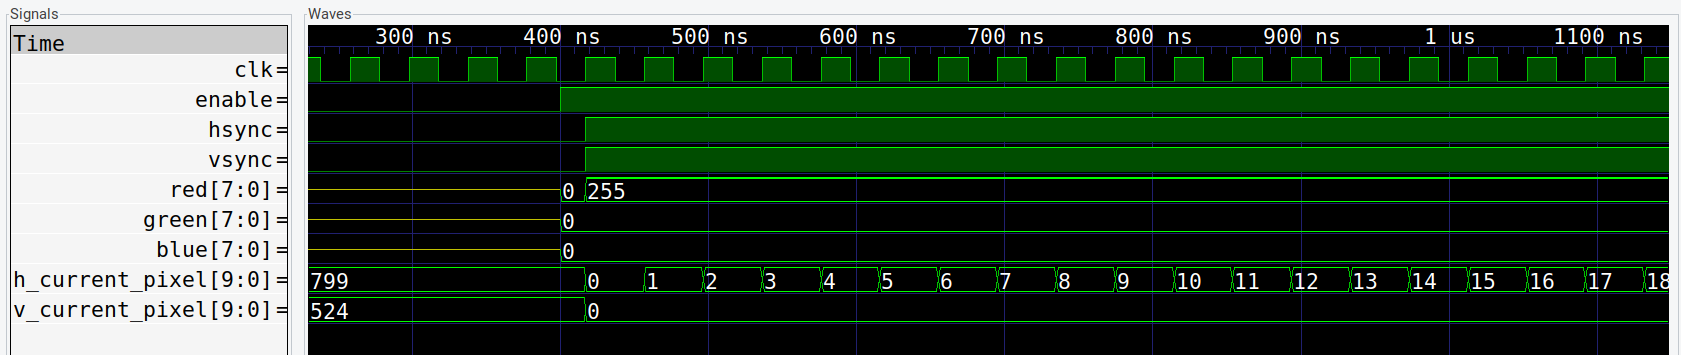 Signals
Waves
Time
300 ns 400 ns 500 ns 600 ns 700 ns 800 ns 900 ns 1 us 1100 ns
clk=
enable=
hsync=
vsync=
red[7:0]= 0 255
green[7:0]= 0
blue[7:0]= 0
h_current_pixel[9:0]= 799 0 1 2 3 4 5 6 7 8 9 10 11 12 13 14 15 16 17 18
v_current_pixel[9:0]= 524 0